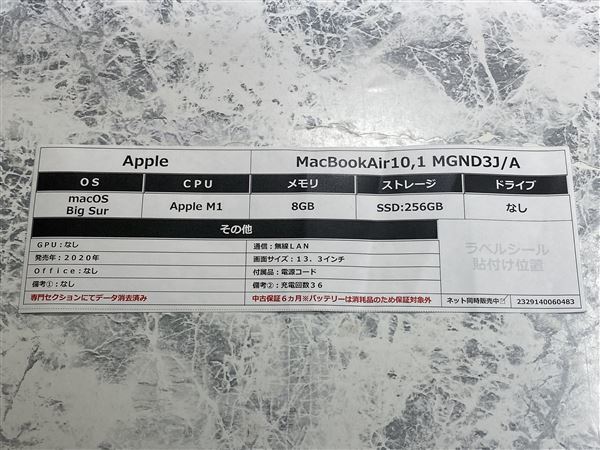 Apple MacBookAir10,1 MGND3J/A
OS CPU メモリ ストレージ ドライブ
macOS Big Sur Apple M1 8GB SSD:256GB なし
その他
GPU：なし 通信：無線LAN
発売年：2020年 画面サイズ：13．3インチ
Office：なし 付属品：電源コード
備考①：なし 備考②：充電回数36
専門セクションにてデータ消去済み 中古保証6ヵ月※バッテリーは消耗品のため保証対象外
ラベルシール
貼付け位置
ネット同時販売中 2329140060483